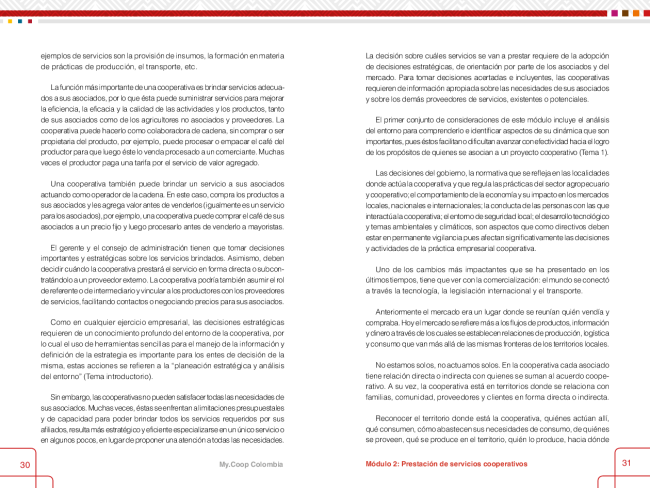 ejemplos de servicios son la provisión de insumos, la formación en materia
de prácticas de producción, el transporte, etc.
La función más importante de una cooperativa es brindar servicios adecua-
dos a sus asociados, por lo que ésta puede suministrar servicios para mejorar
la eficiencia, la eficacia y la calidad de las actividades y los productos, tanto
de sus asociados como de los agricultores no asociados y proveedores. La
cooperativa puede hacerlo como colaboradora de cadena, sin comprar o ser
propietaria del producto, por ejemplo, puede procesar o empacar el café del
productor para que luego éste lo venda procesado a un comerciante. Muchas
veces el productor paga una tarifa por el servicio de valor agregado.
Una cooperativa también puede brindar un servicio a sus asociados
actuando como operador de la cadena. En este caso, compra los productos a
sus asociados y les agrega valor antes de venderlos (igualmente es un servicio
para los asociados), por ejemplo, una cooperativa puede comprar el café de sus
asociados a un precio fijo y luego procesarlo antes de venderlo a mayoristas.
El gerente y el consejo de administración tienen que tomar decisiones
importantes y estratégicas sobre los servicios brindados. Asimismo, deben
decidir cuándo la cooperativa prestará el servicio en forma directa o subcon-
tratándolo a un proveedor externo. La cooperativa podría también asumir el rol
de referente o de intermediario y vincular a los productores con los proveedores
de servicios, facilitando contactos o negociando precios para sus asociados.
Como en cualquier ejercicio empresarial, las decisiones estratégicas
requieren de un conocimiento profundo del entorno de la cooperativa, por
lo cual el uso de herramientas sencillas para el manejo de la información y
definición de la estrategia es importante para los entes de decisión de la
misma, estas acciones se refieren a la “planeación estratégica y análisis
del entorno” (Tema introductorio).
Sin embargo, las cooperativas no pueden satisfacer todas las necesidades de
sus asociados. Muchas veces, éstas se enfrentan a limitaciones presupuestales
y de capacidad para poder brindar todos los servicios requeridos por sus
afiliados, resulta más estratégico y eficiente especializarse en un único servicio o
en algunos pocos, en lugar de proponer una atención a todas las necesidades.
30
My.Coop Colombia
La decisión sobre cuáles servicios se van a prestar requiere de la adopción
de decisiones estratégicas, de orientación por parte de los asociados y del
mercado. Para tomar decisiones acertadas e incluyentes, las cooperativas
requieren de información apropiada sobre las necesidades de sus asociados
y sobre los demás proveedores de servicios, existentes o potenciales.
El primer conjunto de consideraciones de este módulo incluye el análisis
del entorno para comprenderlo e identificar aspectos de su dinámica que son
importantes, pues éstos facilitan o dificultan avanzar con efectividad hacia el logro
de los propósitos de quienes se asocian a un proyecto cooperativo (Tema 1).
Las decisiones del gobierno, la normativa que se refleja en las localidades
donde actúa la cooperativa y que regula las prácticas del sector agropecuario
y cooperativo; el comportamiento de la economía y su impacto en los mercados
locales, nacionales e internacionales; la conducta de las personas con las que
interactúa la cooperativa; el entorno de seguridad local; el desarrollo tecnológico
y temas ambientales y climáticos, son aspectos que como directivos deben
estar en permanente vigilancia pues afectan significativamente las decisiones
y actividades de la práctica empresarial cooperativa.
Uno de los cambios más impactantes que se ha presentado en los
últimos tiempos, tiene que ver con la comercialización: el mundo se conectó
a través de la tecnología, la legislación internacional y el transporte.
Anteriormente el mercado era un lugar donde se reunían quién vendía y
compraba. Hoy el mercado se refiere más a los flujos de productos, información
y dinero a través de los cuales se establecen relaciones de producción, logística
y consumo que van más allá de las mismas fronteras de los territorios locales.
No estamos solos, no actuamos solos. En la cooperativa cada asociado
tiene relación directa o indirecta con quienes se suman al acuerdo coope-
rativo. A su vez, la cooperativa está en territorios donde se relaciona con
familias, comunidad, proveedores y clientes en forma directa o indirecta.
Reconocer el territorio donde está la cooperativa, quiénes actúan allí,
qué consumen, cómo abastecen sus necesidades de consumo, de quiénes
se proveen, qué se produce en el territorio, quién lo produce, hacia dónde
Módulo 2: Prestación de servicios cooperativos
31